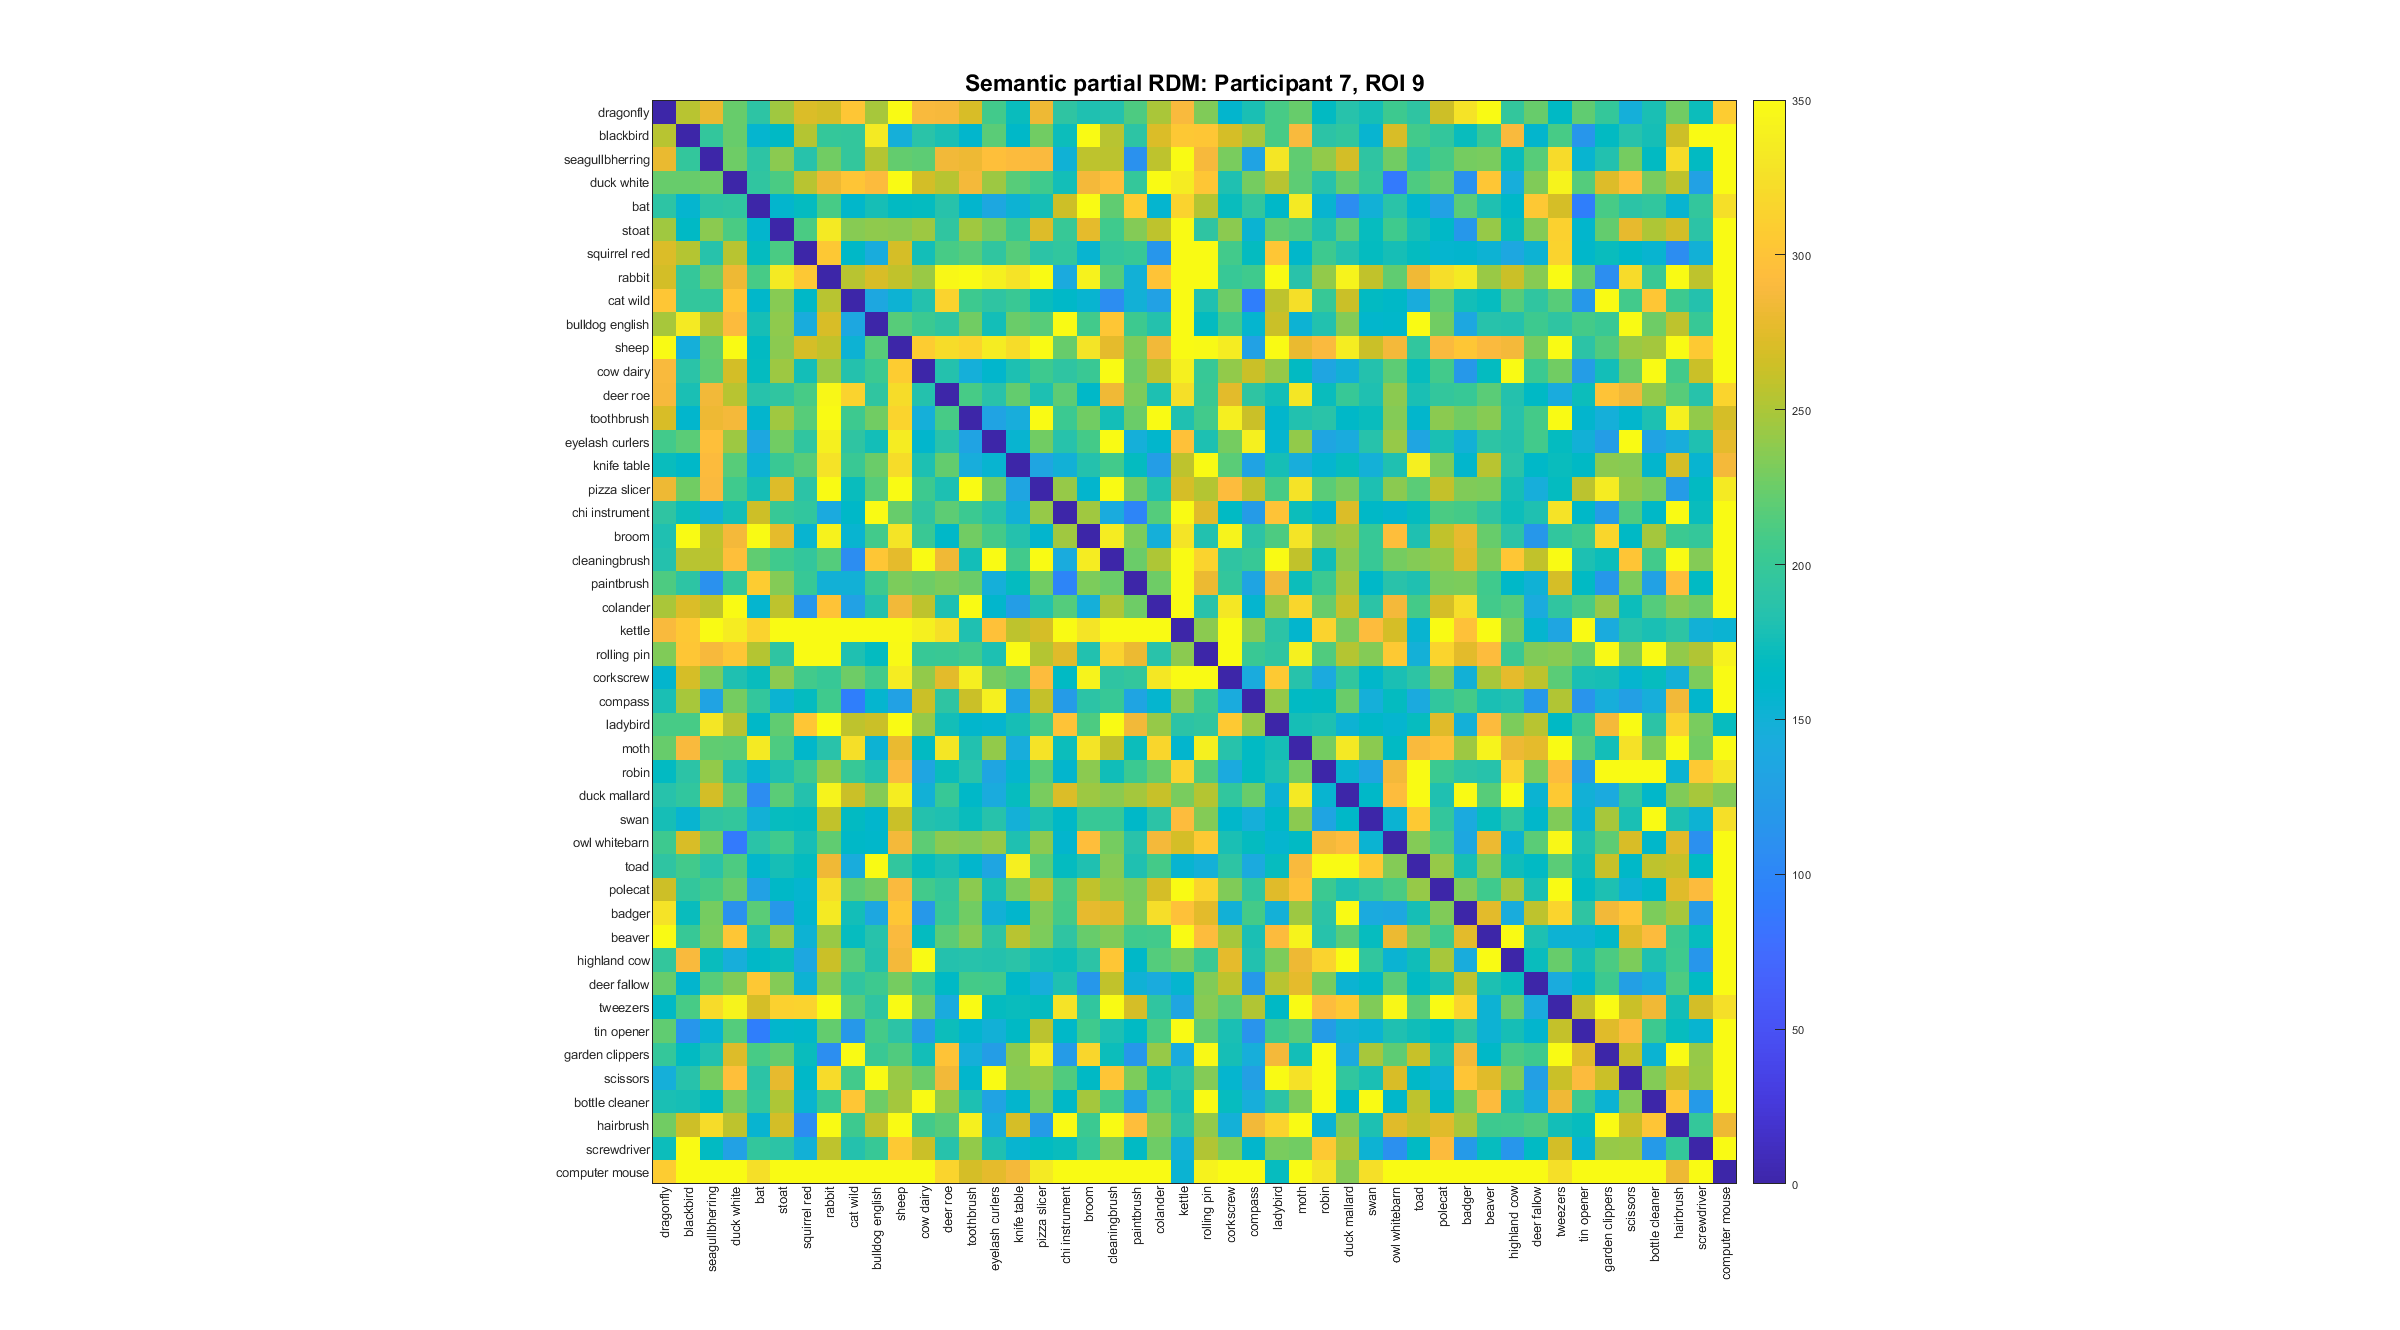 Semantic partial RDM: Participant 7, ROI 9
dragonfly
blackbird
seagullbherring
duck white
bat
stoat
squirrel red
rabbit
cat wild
bulldog english
sheep
cow dairy
deer roe
toothbrush
eyelash curlers
knife table
pizza slicer
chi instrument
broom
cleaningbrush
paintbrush
colander
kettle
rolling pin
corkscrew
compass
ladybird
moth
robin
duck mallard
swan
owl whitebarn
toad
polecat
badger
beaver
highland cow
deer fallow
tweezers
tin opener
garden clippers
scissors
bottle cleaner
hairbrush
screwdriver
computer mouse
dragonfly
blackbird
seagullbherring
duck white
bat
stoat
squirrel red
rabbit
cat wild
bulldog english
sheep
cow dairy
deer roe
toothbrush
eyelash curlers
knife table
pizza slicer
chi instrument
broom
cleaningbrush
paintbrush
colander
kettle
rolling pin
corkscrew
compass
ladybird
moth
robin
duck mallard
swan
owl whitebarn
toad
polecat
badger
beaver
highland cow
deer fallow
tweezers
tin opener
garden clippers
scissors
bottle cleaner
hairbrush
screwdriver
computer mouse
350
300
250
200
150
100
50
0